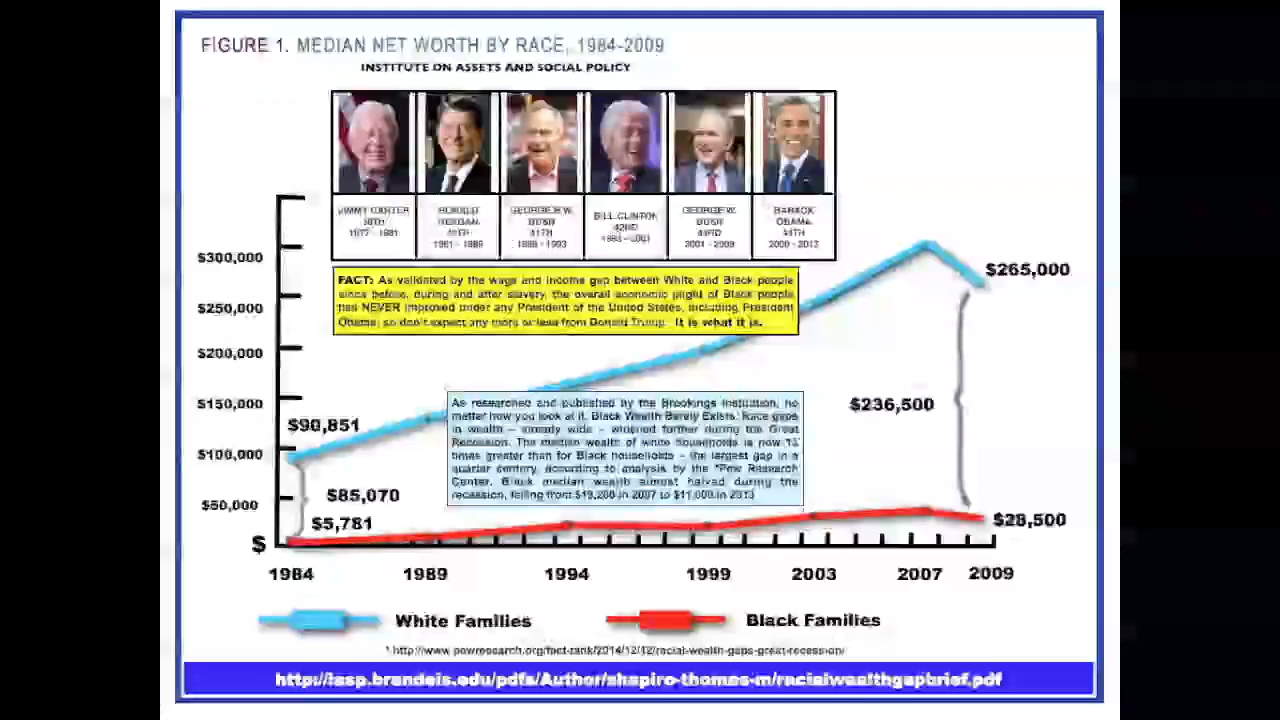 FIGURE 1. MEDIAN NET WORTH BY RACE, 1984-2009
INSTITUTE ON ASSETS AND SOCIAL POLICY
JIMMY CARTER
39TH
1977 - 1981
RONALD
REAGAN
40TH
1981 - 1989
GEORGE H.W.
BUSH
41TH
1989 - 1993
BILL CLINTON
42ND
1993 - 2001
GEORGE W.
BUSH
43RD
2001 - 2009
BARACK
OBAMA
44TH
2009 - 2017
FACT: As validated by the wage and income gap between White and Black people
since before, during and after slavery, the overall economic plight of Black people
has NEVER improved under any President of the United States, including President
Obama, so don't expect any more or less from Donald Trump. It is what it is.
$300,000
$250,000
$200,000
$150,000
$100,000
$50,000
$
$265,000
$236,500
$28,500
$90,851
$85,070
$5,781
As researched and published by the Brookings Institution, no
matter how you look at it, Black Wealth Barely Exists. Race gaps
in wealth – already wide – widened further during the Great
Recession. The median wealth of white households is now 13
times greater than for Black households – the largest gap in a
quarter century, according to analysis by the *Pew Research
Center. Black median wealth almost halved during the
recession, falling from $19,200 in 2007 to $11,000 in 2013
1984 1989 1994 1999 2003 2007 2009
White Families Black Families
* http://www.pewresearch.org/fact-tank/2014/12/12/racial-wealth-gaps-great-recession/
http://iasp.brandeis.edu/pdfs/Author/shapiro-thomas-m/racialwealthgapbrief.pdf